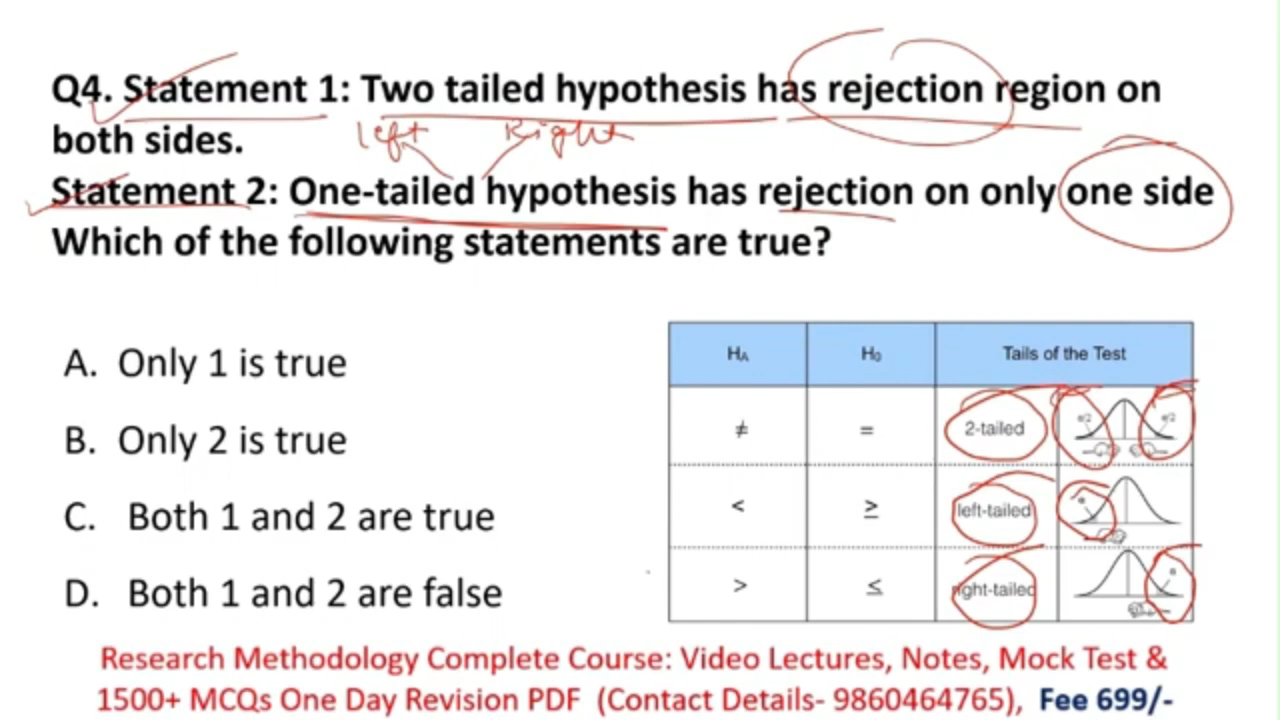 Q4. Statement 1: Two tailed hypothesis has rejection region on
both sides.
left Right
Statement 2: One-tailed hypothesis has rejection on only one side
Which of the following statements are true?
A. Only 1 is true
B. Only 2 is true
C. Both 1 and 2 are true
D. Both 1 and 2 are false
HA H0 Tails of the Test
≠ = 2-tailed α/2 α/2
< ≥ left-tailed α
> ≤ right-tailed α
Research Methodology Complete Course: Video Lectures, Notes, Mock Test &
1500+ MCQs One Day Revision PDF (Contact Details- 9860464765), Fee 699/-